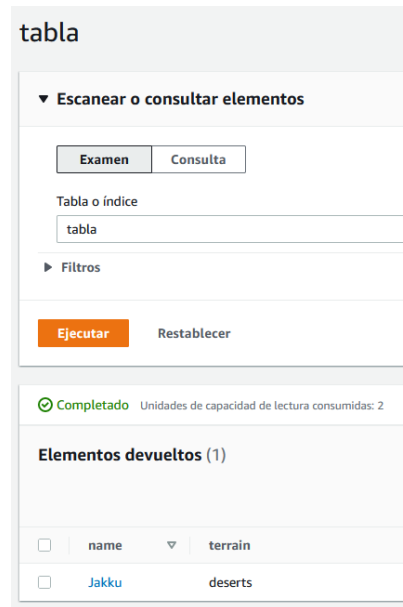 tabla
Escanear o consultar elementos
Examen Consulta
Tabla o índice
tabla
Filtros
Ejecutar Restablecer
Completado Unidades de capacidad de lectura consumidas: 2
Elementos devueltos (1)
name terrain
Jakku deserts